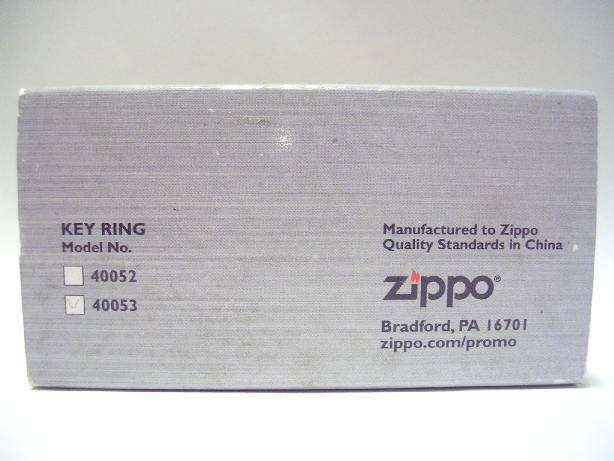 KEY RING
Model No.
40052
40053
Manufactured to Zippo
Quality Standards in China
zippo®
Bradford, PA 16701
zippo.com/promo